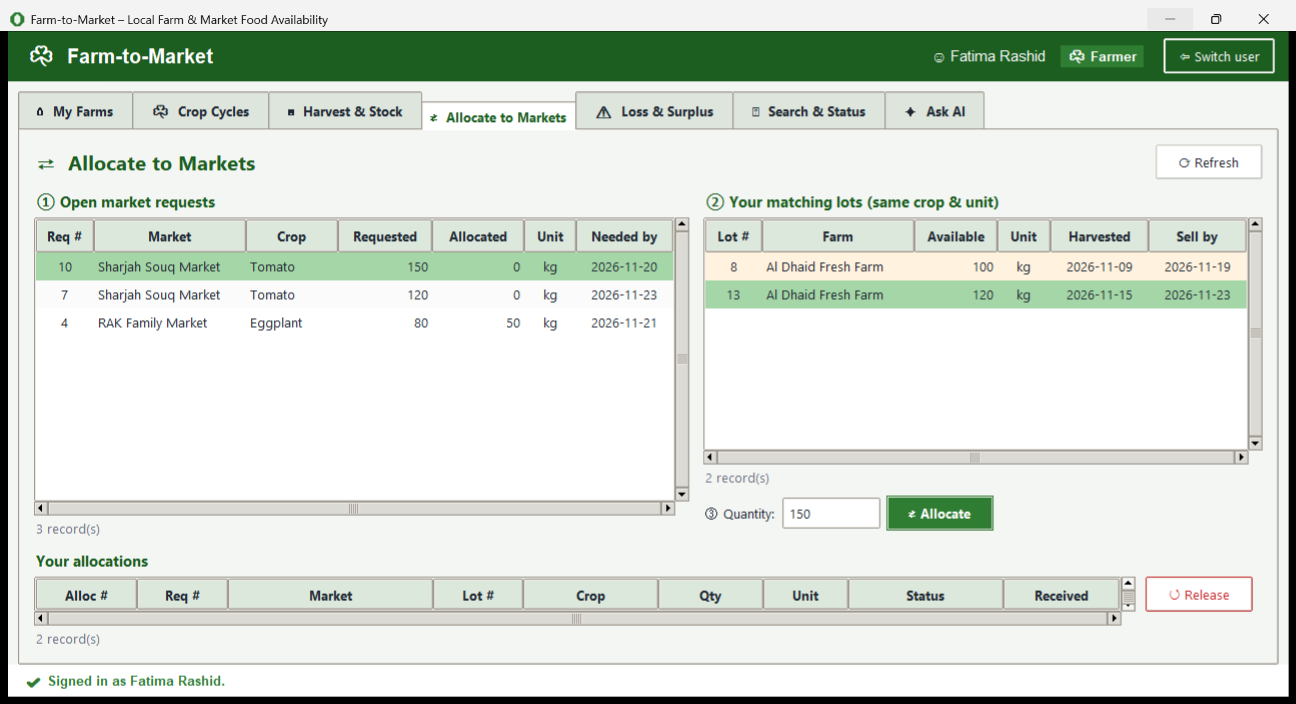 Farm-to-Market – Local Farm & Market Food Availability
Farm-to-Market
Fatima Rashid
Farmer
Switch user
My Farms
Crop Cycles
Harvest & Stock
Allocate to Markets
Loss & Surplus
Search & Status
Ask AI
Allocate to Markets
Refresh
① Open market requests
Req # Market Crop Requested Allocated Unit Needed by
10 Sharjah Souq Market Tomato 150 0 kg 2026-11-20
7 Sharjah Souq Market Tomato 120 0 kg 2026-11-23
4 RAK Family Market Eggplant 80 50 kg 2026-11-21
3 record(s)
② Your matching lots (same crop & unit)
Lot # Farm Available Unit Harvested Sell by
8 Al Dhaid Fresh Farm 100 kg 2026-11-09 2026-11-19
13 Al Dhaid Fresh Farm 120 kg 2026-11-15 2026-11-23
2 record(s)
③ Quantity: 150 Allocate
Your allocations
Alloc # Req # Market Lot # Crop Qty Unit Status Received
Release
2 record(s)
Signed in as Fatima Rashid.